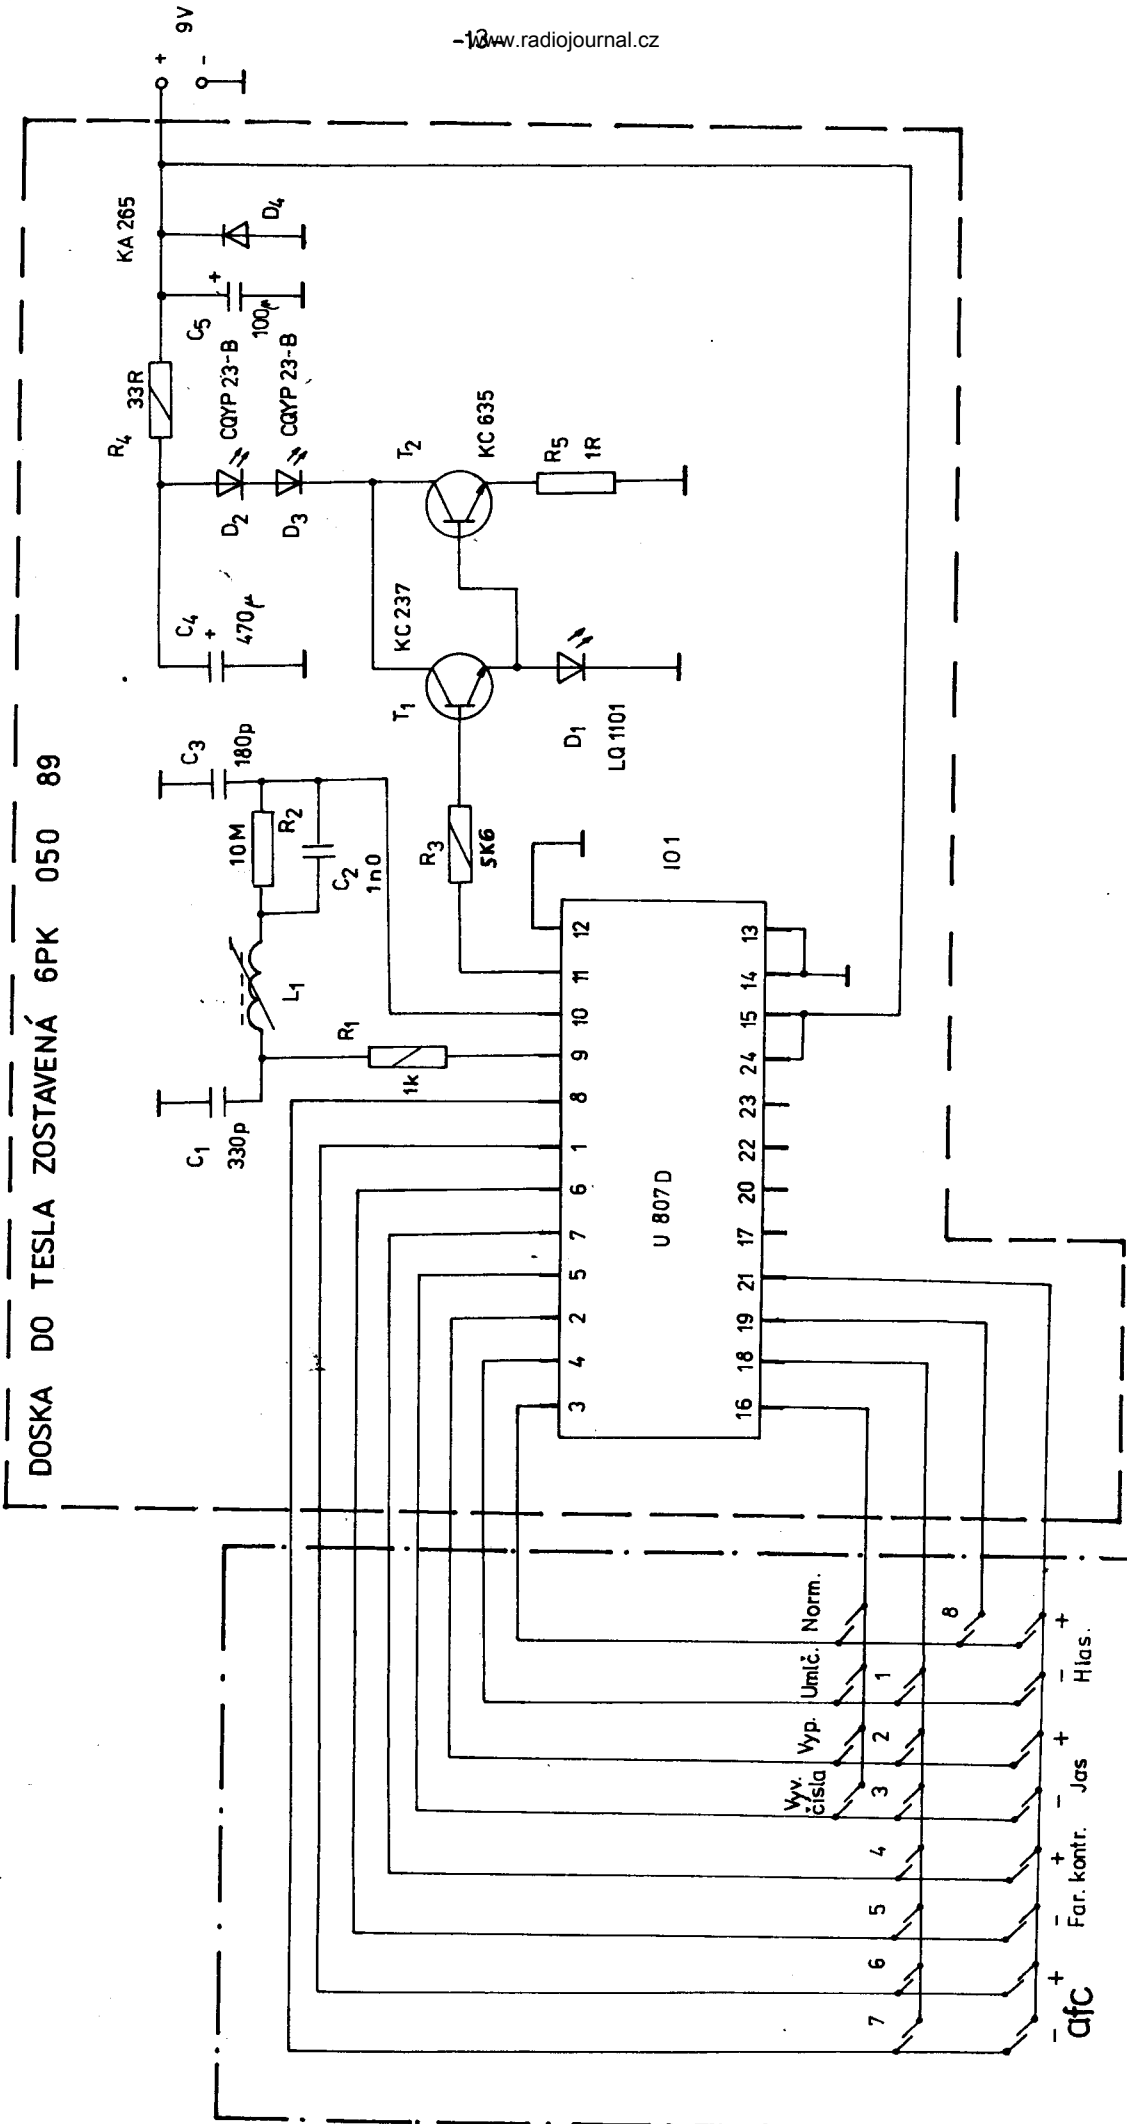 -13-
www.radiojournal.cz
DOSKA DO TESLA ZOSTAVENÁ 6PK 050 89
+
9V
-
KA 265
D4
C5
+
100µ
R4
33R
D2
CQYP 23-B
D3
CQYP 23-B
C4
+
470µ
T2
KC 635
R5
1R
T1
KC 237
D1
LQ 1101
C3
180p
10M
R2
C2
1n0
L1
R3
5K6
R1
1k
C1
330p
IO 1
U 807 D
3 4 2 5 7 6 1 8 9 10 11 12
16 18 19 21 17 20 22 23 24 15 14 13
Vyv. čisla
Vyp.
Umlč.
Norm.
7 6 5 4 3 2 1 8
- + - + - + - +
afc
Far. kontr.
Jas
Hlas.